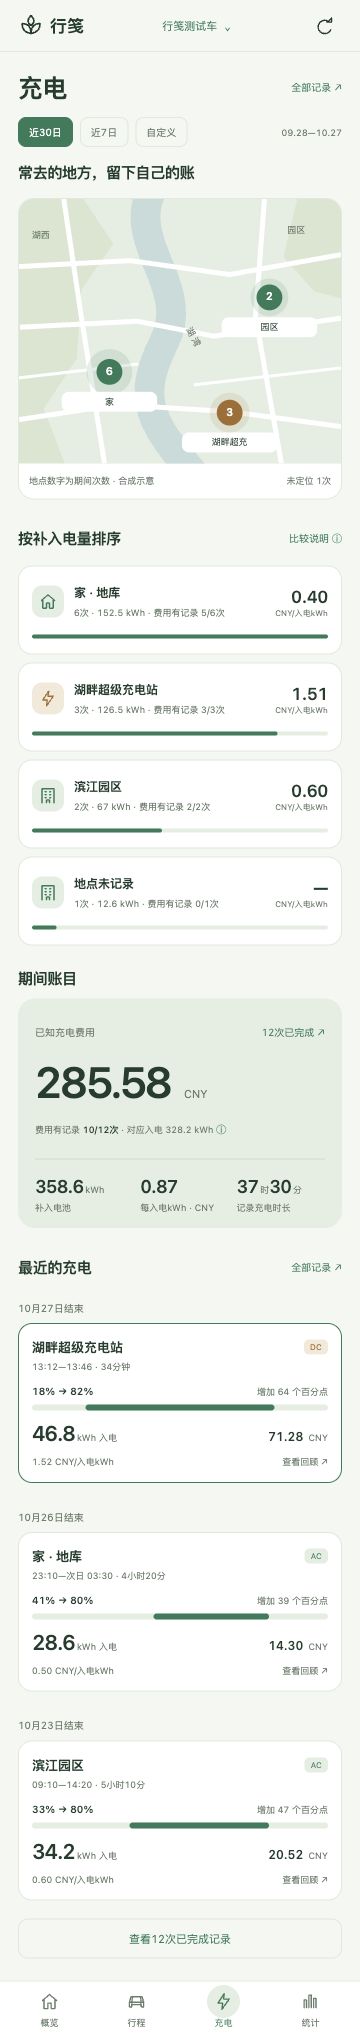 行笺
行笺测试车
充电
全部记录 ↗
近30日
近7日
自定义
09.28—10.27
常去的地方，留下自己的账
湖西
园区
2
园区
湖湾
6
家
3
湖畔超充
地点数字为期间次数 · 合成示意
未定位 1次
按补入电量排序
比较说明 ⓘ
家 · 地库
6次 · 152.5 kWh · 费用有记录 5/6次
0.40
CNY/入电kWh
湖畔超级充电站
3次 · 126.5 kWh · 费用有记录 3/3次
1.51
CNY/入电kWh
滨江园区
2次 · 67 kWh · 费用有记录 2/2次
0.60
CNY/入电kWh
地点未记录
1次 · 12.6 kWh · 费用有记录 0/1次
—
CNY/入电kWh
期间账目
已知充电费用
12次已完成 ↗
285.58 CNY
费用有记录 10/12次 · 对应入电 328.2 kWh ⓘ
358.6 kWh
补入电池
0.87
每入电kWh · CNY
37时30分
记录充电时长
最近的充电
全部记录 ↗
10月27日结束
湖畔超级充电站
DC
13:12—13:46 · 34分钟
18% → 82%
增加 64 个百分点
46.8 kWh 入电
71.28 CNY
1.52 CNY/入电kWh
查看回顾 ↗
10月26日结束
家 · 地库
AC
23:10—次日 03:30 · 4小时20分
41% → 80%
增加 39 个百分点
28.6 kWh 入电
14.30 CNY
0.50 CNY/入电kWh
查看回顾 ↗
10月23日结束
滨江园区
AC
09:10—14:20 · 5小时10分
33% → 80%
增加 47 个百分点
34.2 kWh 入电
20.52 CNY
0.60 CNY/入电kWh
查看回顾 ↗
查看12次已完成记录
概览
行程
充电
统计